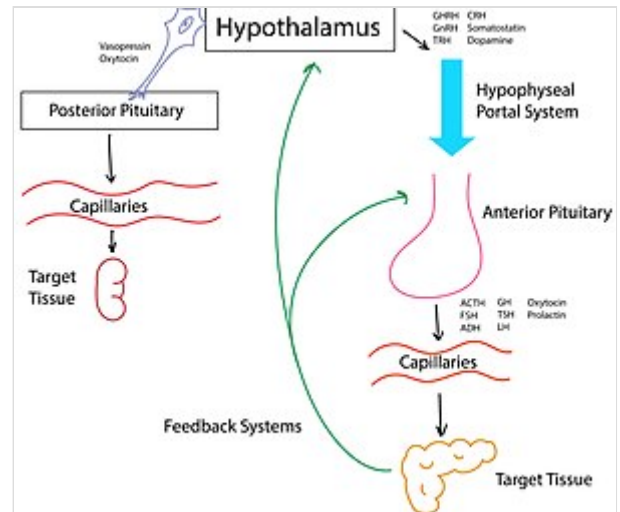 Hypothalamus
GHRH CRH
GnRH Somatostatin
TRH Dopamine
Vasopressin
Oxytocin
Posterior Pituitary
Hypophyseal
Portal System
Capillaries
Anterior Pituitary
Target
Tissue
ACTH GH Oxytocin
FSH TSH Prolactin
ADH LH
Capillaries
Feedback Systems
Target Tissue